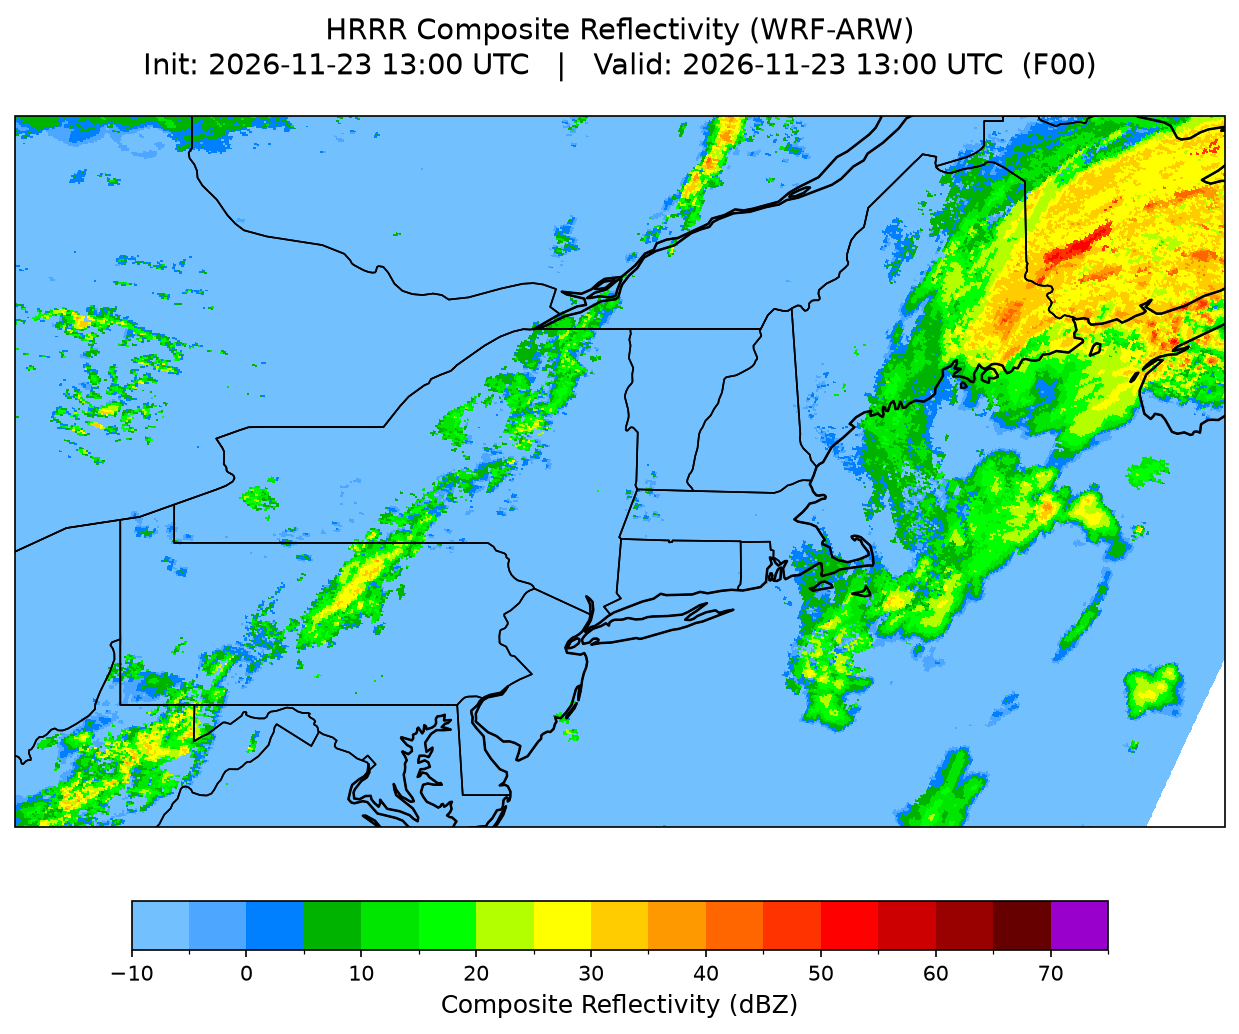 HRRR Composite Reflectivity (WRF-ARW)
Init: 2026-11-23 13:00 UTC   |   Valid: 2026-11-23 13:00 UTC  (F00)
−10 0 10 20 30 40 50 60 70
Composite Reflectivity (dBZ)